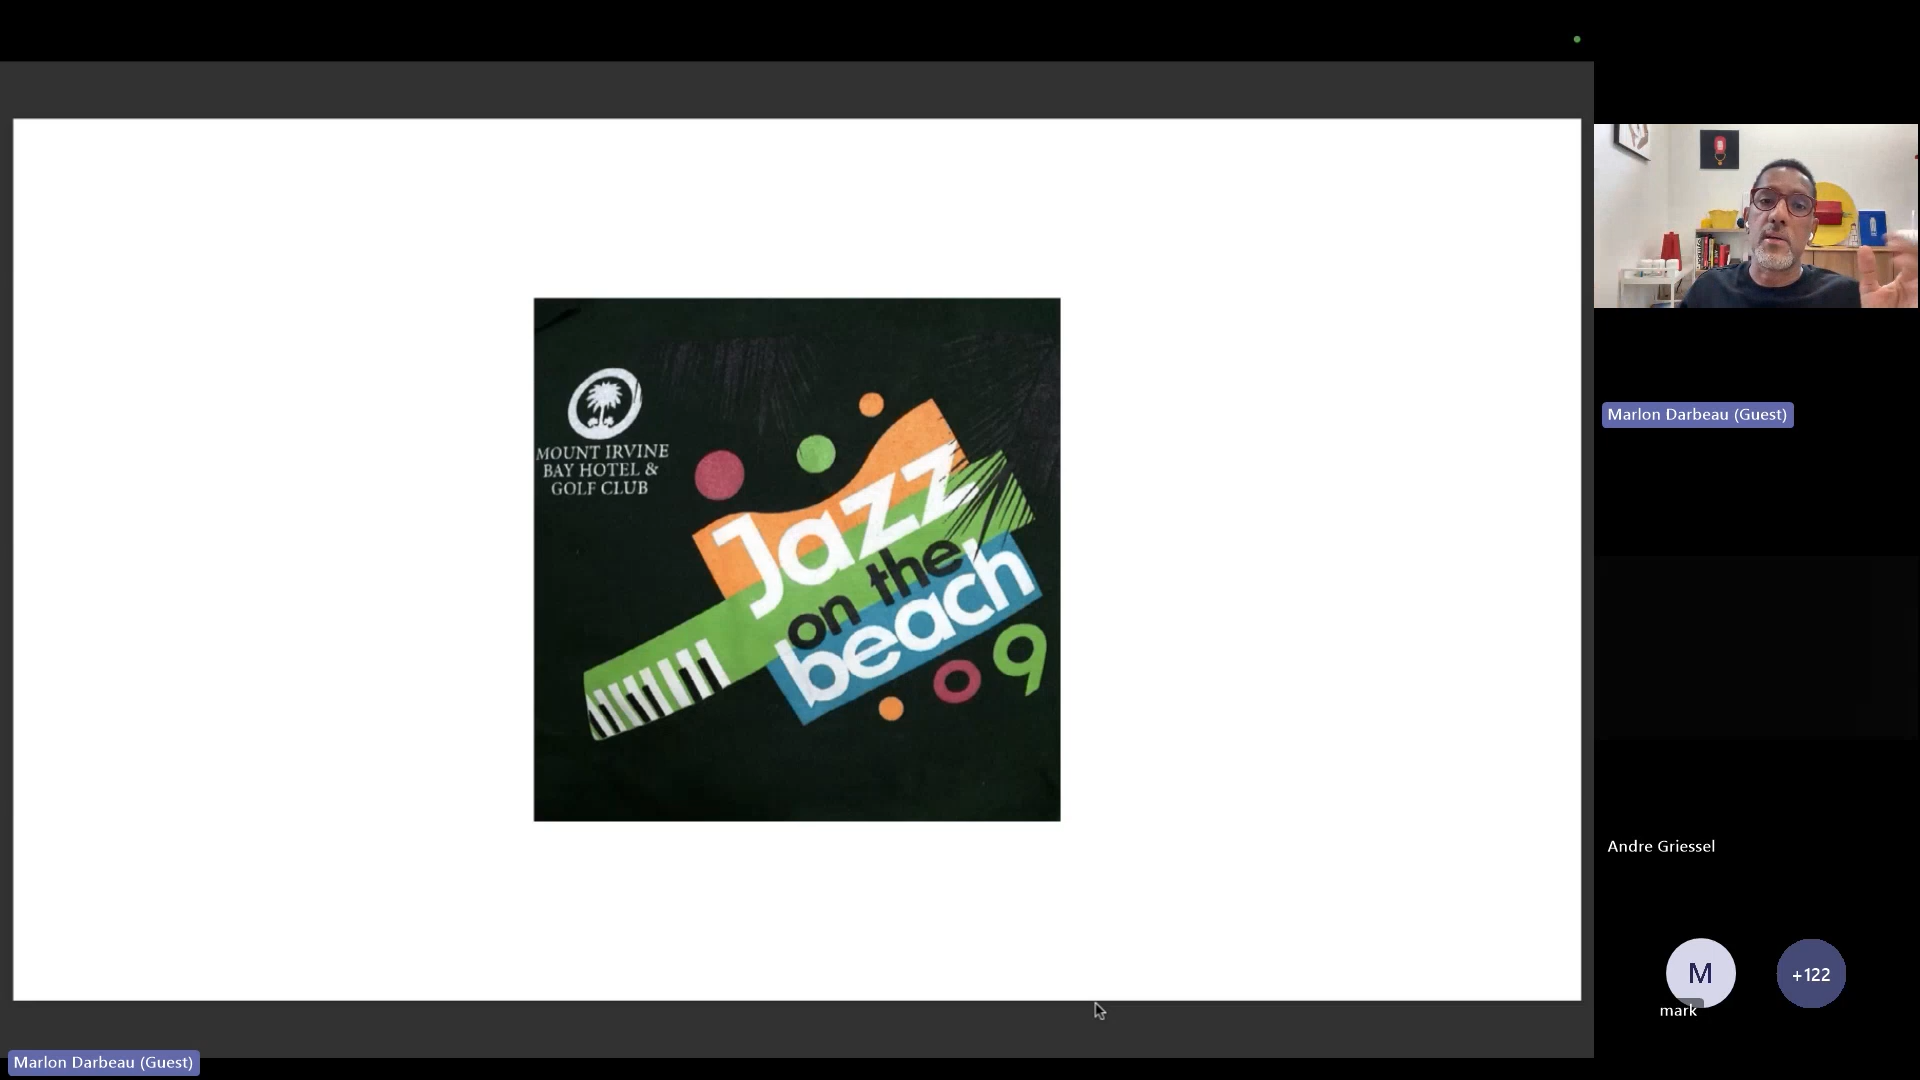 MOUNT IRVINE
BAY HOTEL &
GOLF CLUB
Jazz
on the
beach
09
Marlon Darbeau (Guest)
Andre Griessel
M
+122
mark
Marlon Darbeau (Guest)